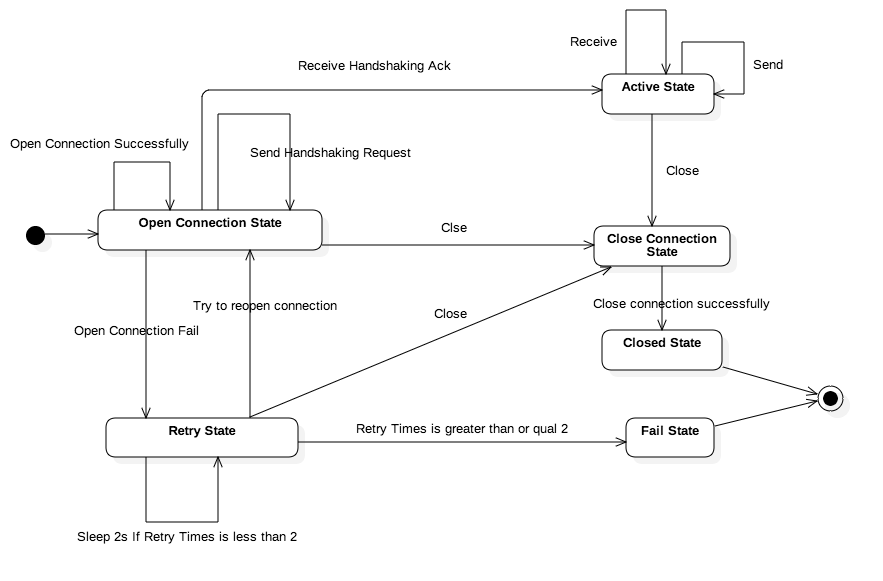 Receive
Send
Receive Handshaking Ack
Active State
Open Connection Successfully
Send Handshaking Request
Close
Open Connection State
Clse
Close Connection
State
Try to reopen connection
Close
Close connection successfully
Open Connection Fail
Closed State
Retry State
Retry Times is greater than or qual 2
Fail State
Sleep 2s If Retry Times is less than 2